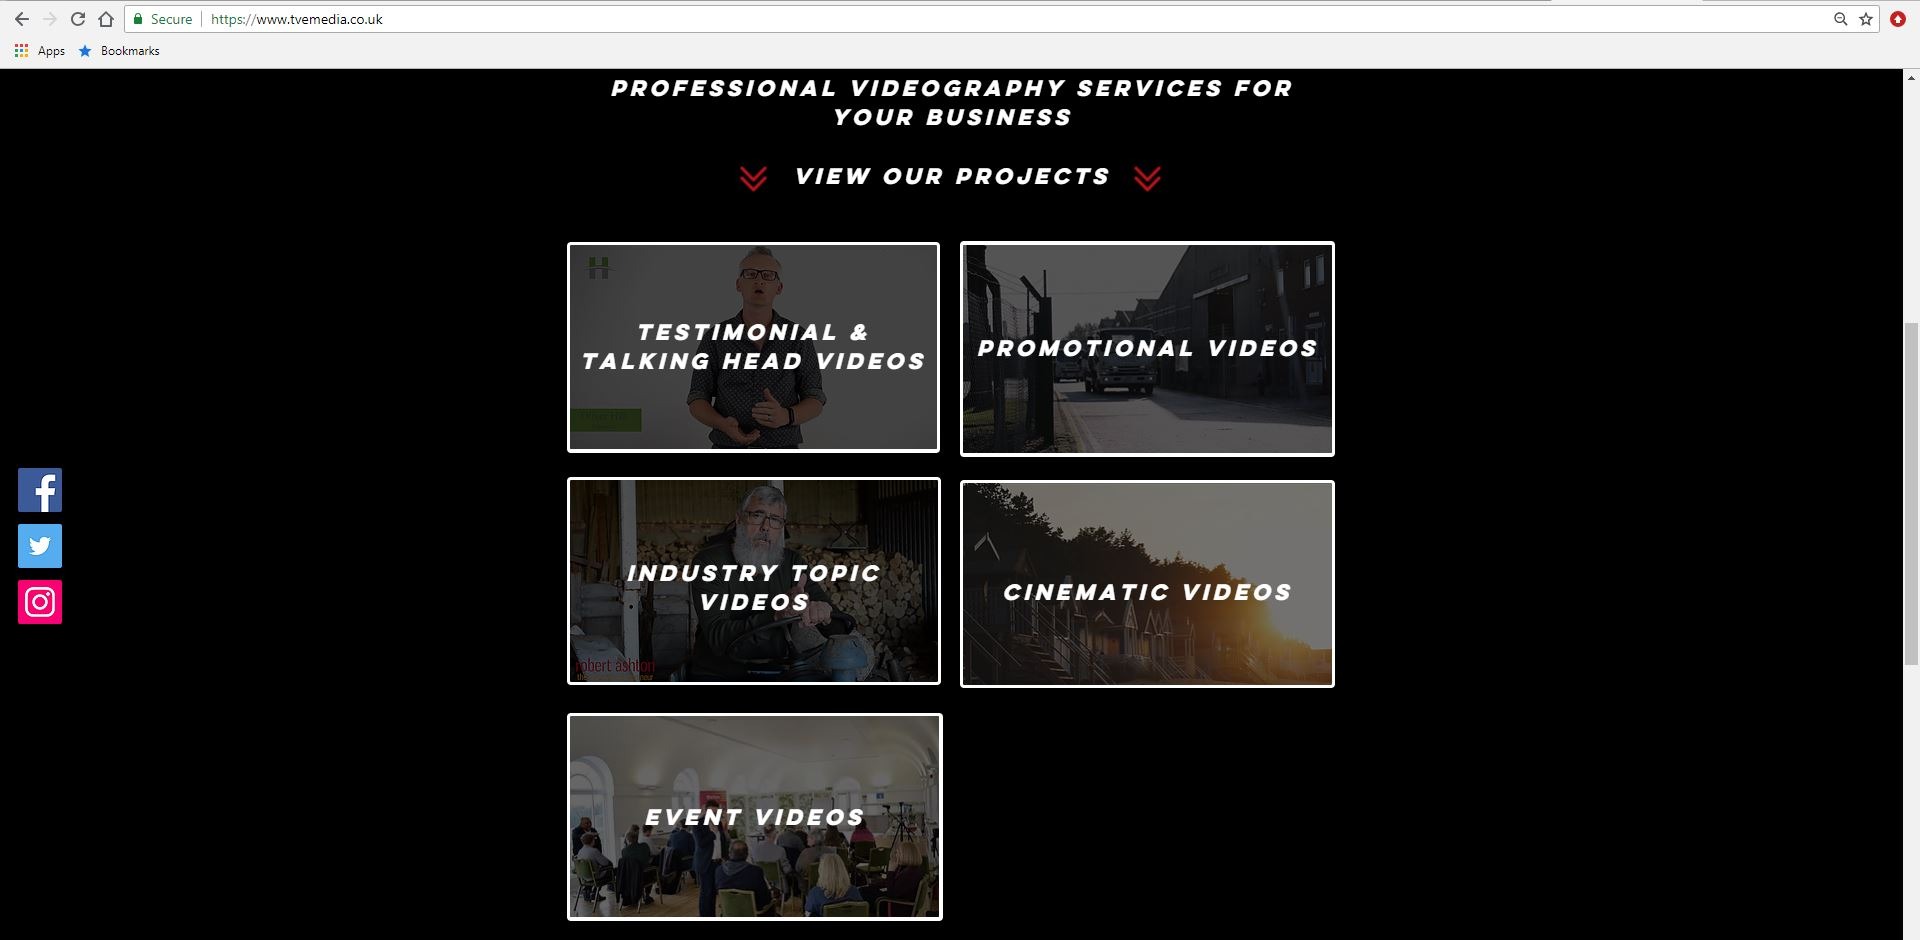 Secure | https://www.tvemedia.co.uk
Apps Bookmarks
PROFESSIONAL VIDEOGRAPHY SERVICES FOR
YOUR BUSINESS
VIEW OUR PROJECTS
TESTIMONIAL &
TALKING HEAD VIDEOS
PROMOTIONAL VIDEOS
INDUSTRY TOPIC
VIDEOS
robert ashton
CINEMATIC VIDEOS
EVENT VIDEOS